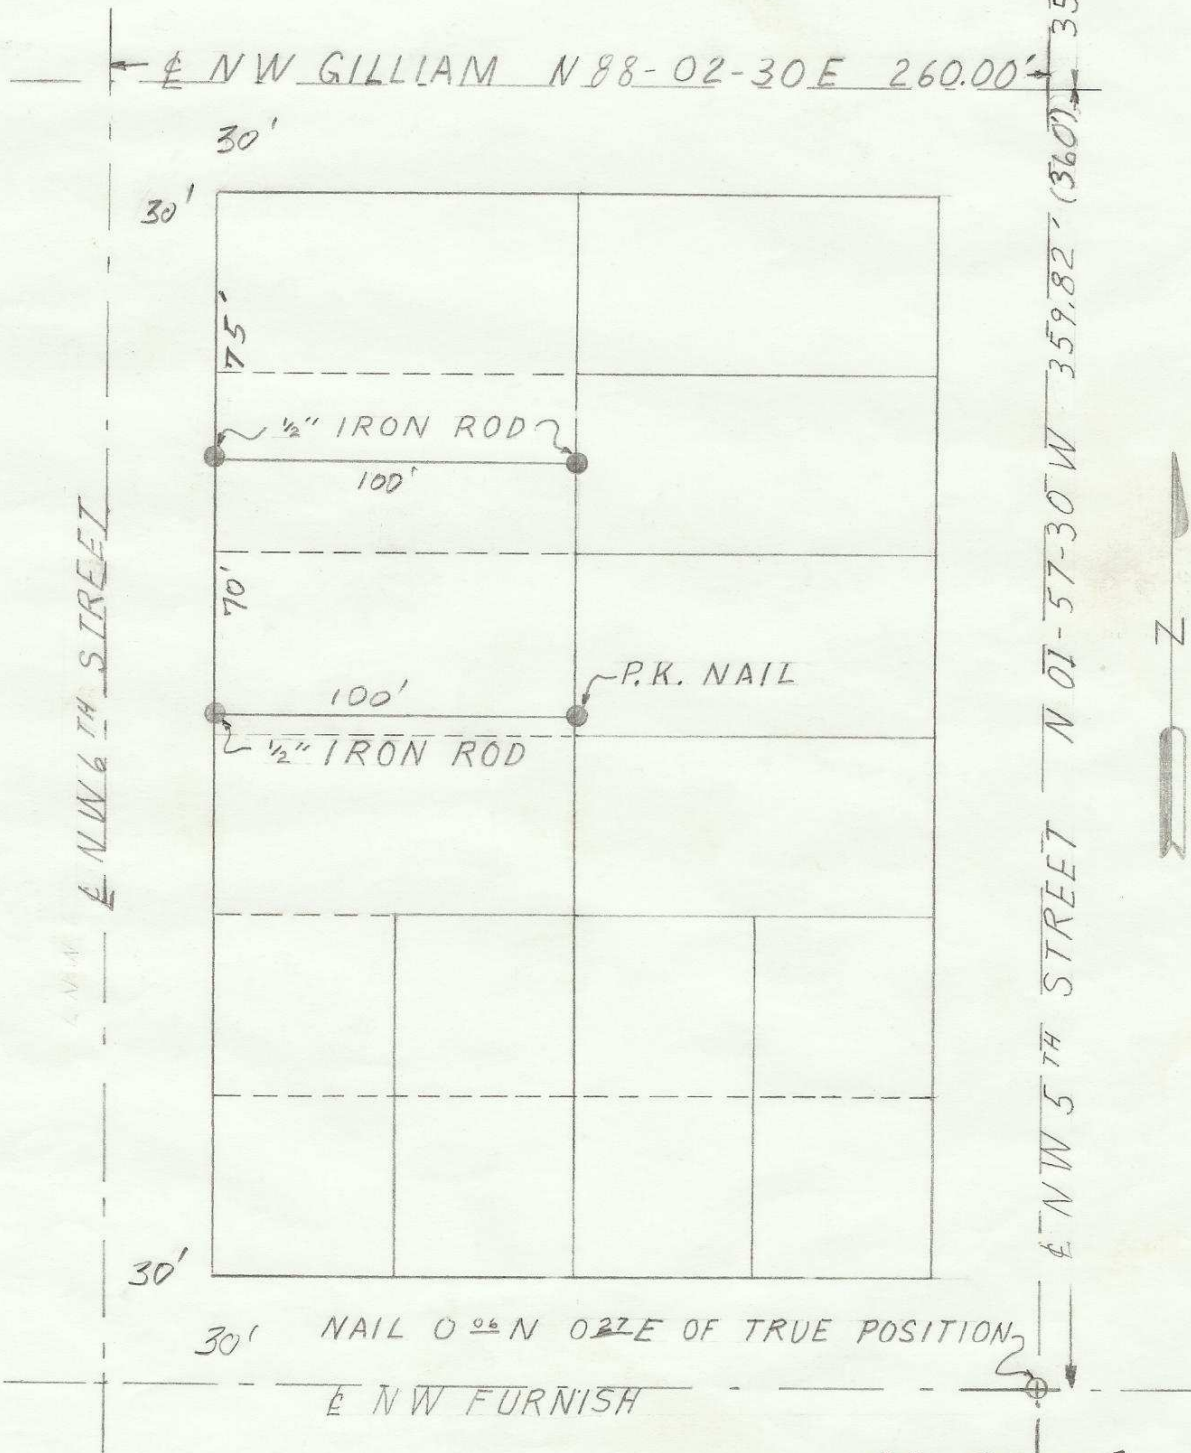 ℄ NW GILLIAM N 88-02-30 E 260.00'
35
30'
30'
75'
½" IRON ROD
100'
70'
100'
P.K. NAIL
½" IRON ROD
℄ NW 6TH STREET
℄ NW 5TH STREET N 01-57-30 W 359.82' (360')
N
30'
30'
NAIL 0.06 N 0.27 E OF TRUE POSITION
℄ NW FURNISH